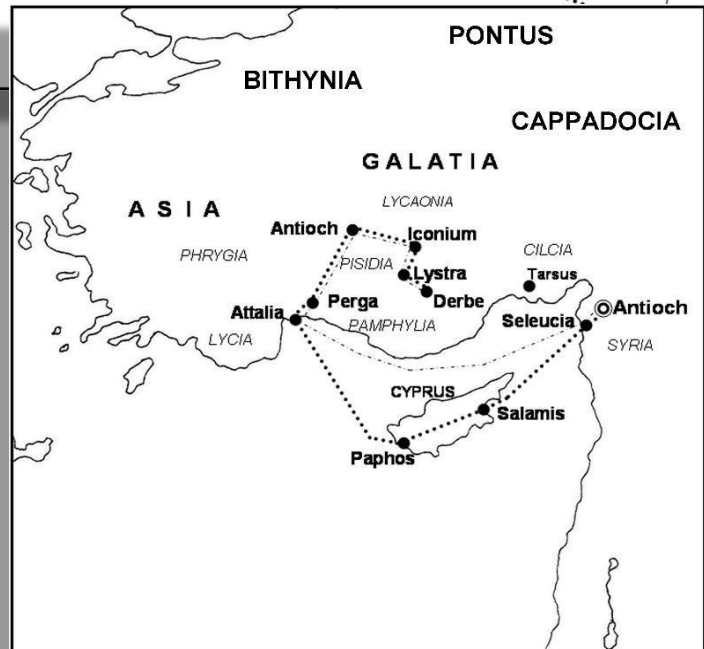 PONTUS
BITHYNIA
CAPPADOCIA
GALATIA
LYCAONIA
ASIA
Antioch
Iconium
PHRYGIA
PISIDIA
CILCIA
Lystra
Tarsus
Perga
Derbe
Antioch
Attalia
PAMPHYLIA
Seleucia
LYCIA
SYRIA
CYPRUS
Salamis
Paphos